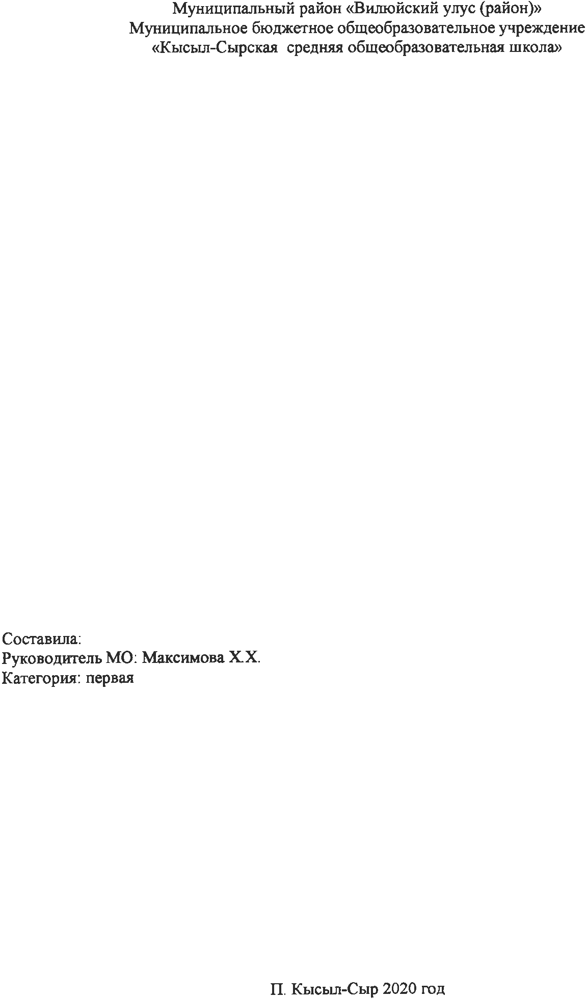 Муниципальный район «Вилюйский улус (район)»
Муниципальное бюджетное общеобразовательное учреждение
«Кысыл-Сырская средняя общеобразовательная школа»
Составила:
Руководитель МО: Максимова Х.Х.
Категория: первая
П. Кысыл-Сыр 2020 год